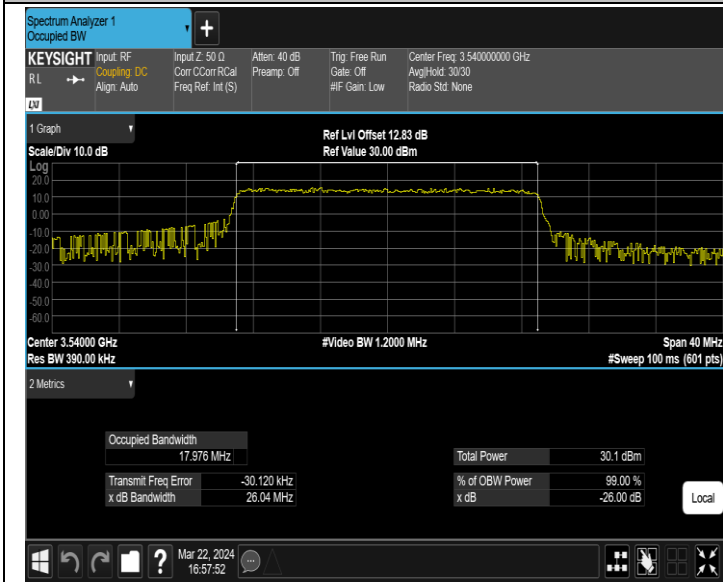 Spectrum Analyzer 1
Occupied BW
+
KEYSIGHT
RL
LXI
Input: RF
Coupling: DC
Align: Auto
Input Z: 50 Ω
Corr CCorr RCal
Freq Ref: Int (S)
Atten: 40 dB
Preamp: Off
Trig: Free Run
Gate: Off
#IF Gain: Low
Center Freq: 3.540000000 GHz
Avg|Hold: 30/30
Radio Std: None
1 Graph
Scale/Div 10.0 dB
Ref Lvl Offset 12.83 dB
Ref Value 30.00 dBm
Log
20.0
10.0
0.00
-10.0
-20.0
-30.0
-40.0
-50.0
-60.0
Center 3.54000 GHz
#Video BW 1.2000 MHz
Span 40 MHz
Res BW 390.00 kHz
#Sweep 100 ms (601 pts)
2 Metrics
Occupied Bandwidth
17.976 MHz
Total Power 30.1 dBm
Transmit Freq Error -30.120 kHz
% of OBW Power 99.00 %
x dB Bandwidth 26.04 MHz
x dB -26.00 dB
Local
?
Mar 22, 2024
16:57:52